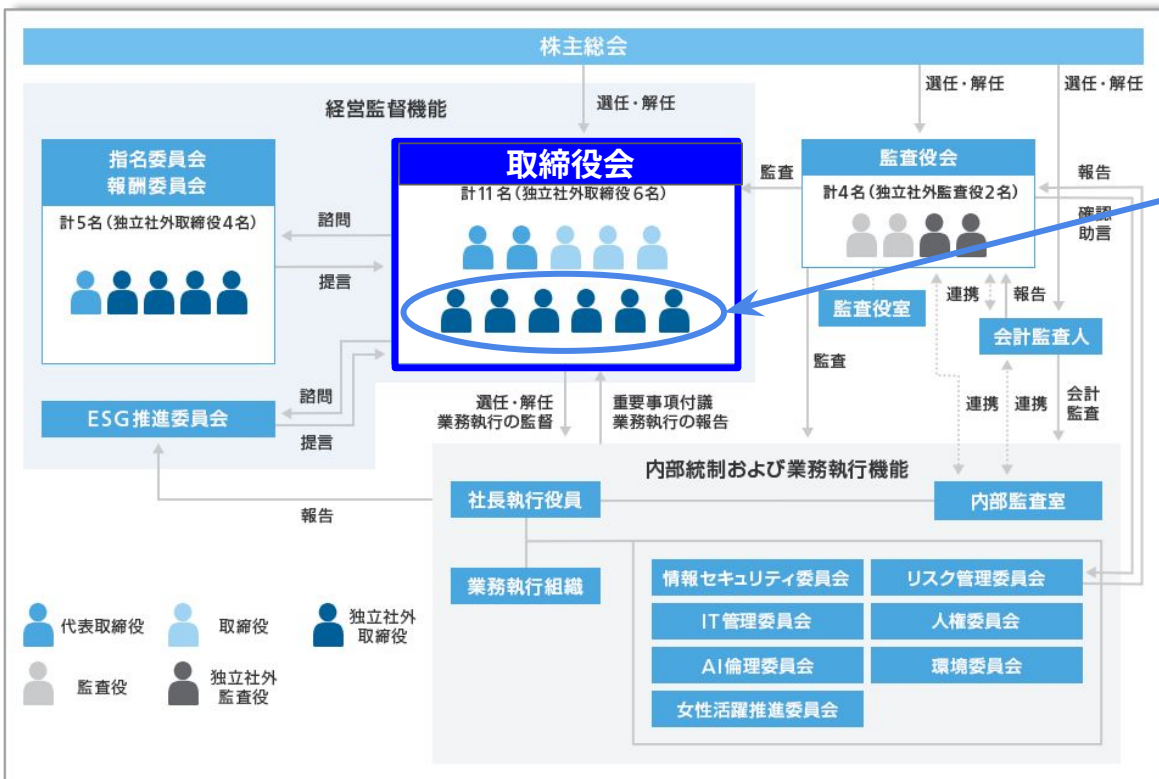 株主総会
経営監督機能
選任・解任
選任・解任
選任・解任
指名委員会
報酬委員会
計5名(独立社外取締役4名)
諮問
提言
取締役会
計11名(独立社外取締役6名)
監査
監査役会
計4名(独立社外監査役2名)
報告
確認
助言
監査役室
連携
報告
会計監査人
監査
連携
連携
会計
監査
ESG推進委員会
諮問
提言
選任・解任
業務執行の監督
重要事項付議
業務執行の報告
報告
内部統制および業務執行機能
社長執行役員
内部監査室
業務執行組織
情報セキュリティ委員会
リスク管理委員会
IT管理委員会
人権委員会
AI倫理委員会
環境委員会
女性活躍推進委員会
代表取締役
取締役
独立社外
取締役
監査役
独立社外
監査役